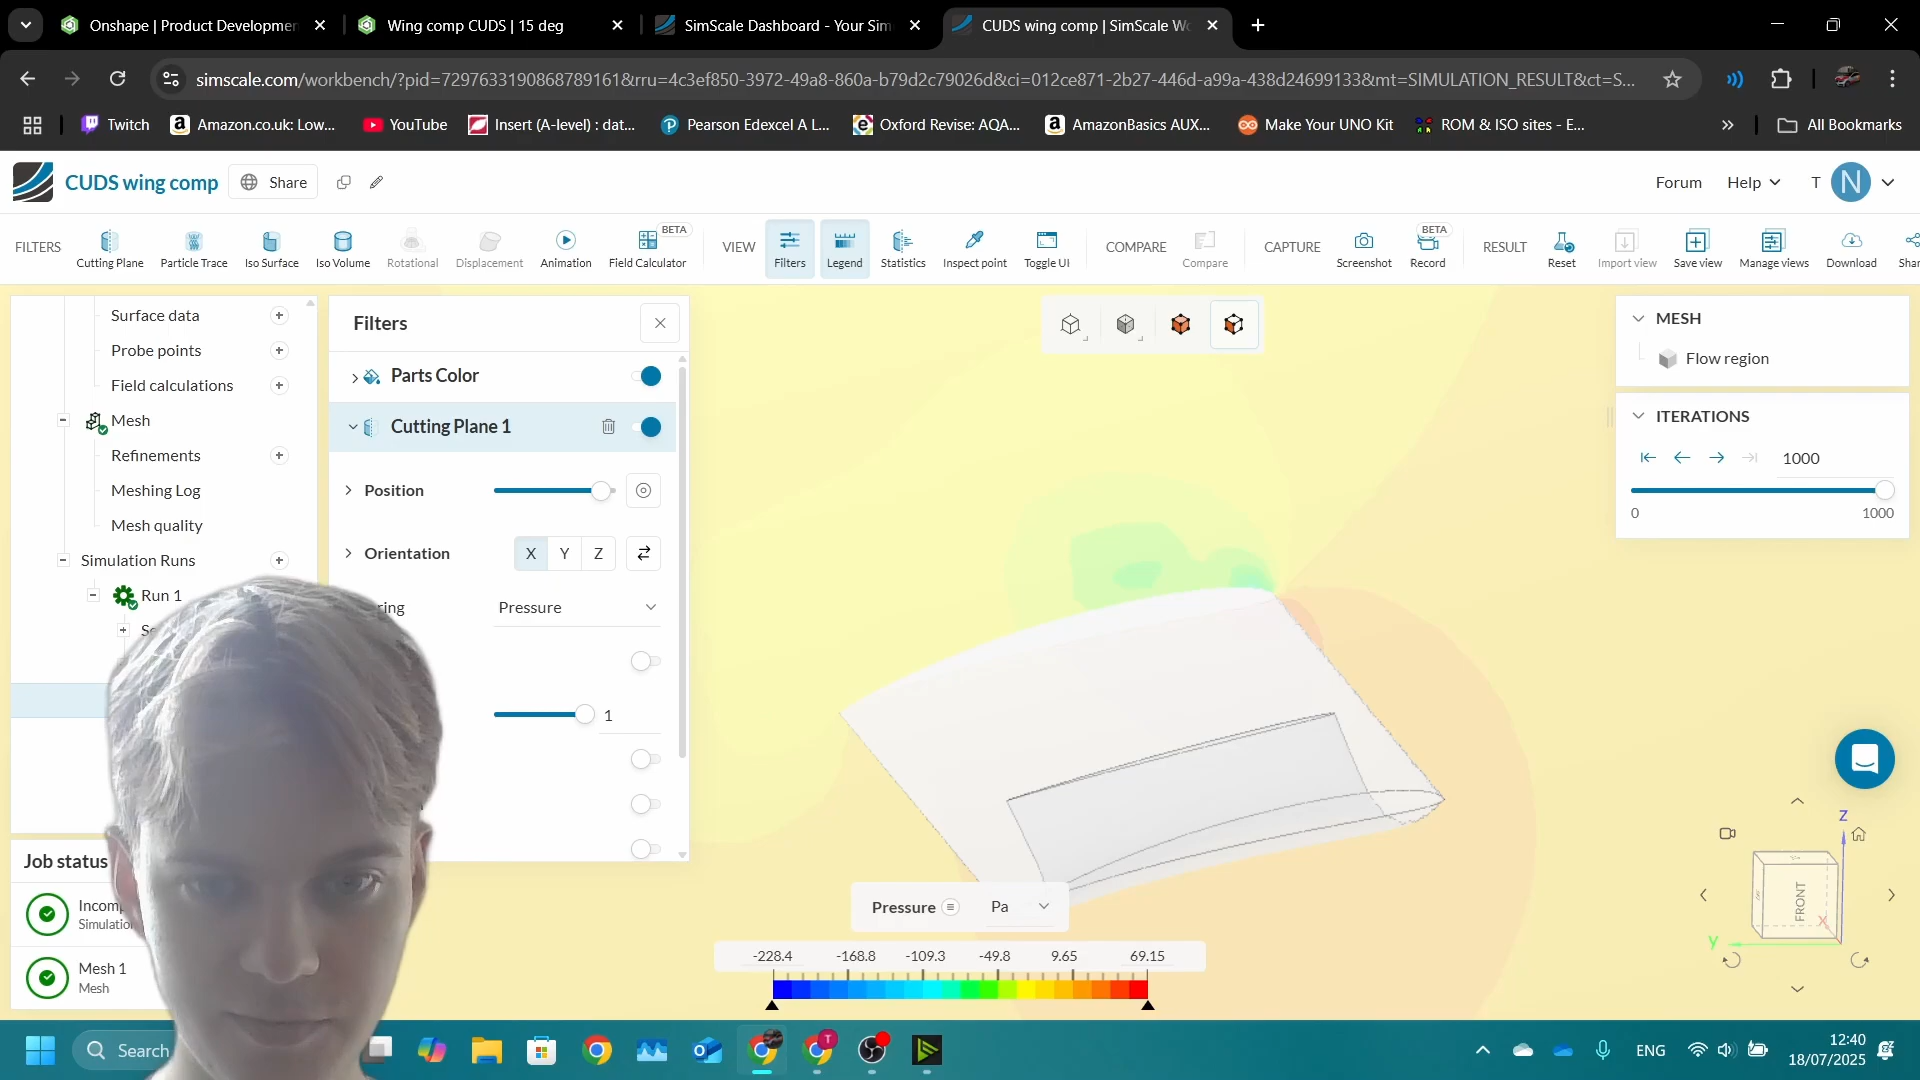 Onshape | Product Developmen
Wing comp CUDS | 15 deg
SimScale Dashboard - Your Sim
CUDS wing comp | SimScale Wo
simscale.com/workbench/?pid=7297633190868789161&rru=4c3ef850-3972-49a8-860a-b79d2c79026d&ci=012ce871-2b27-446d-a99a-438d24699133&mt=SIMULATION_RESULT&ct=S...
Twitch
Amazon.co.uk: Low...
YouTube
Insert (A-level) : dat...
Pearson Edexcel A L...
Oxford Revise: AQA...
AmazonBasics AUX...
Make Your UNO Kit
ROM & ISO sites - E...
All Bookmarks
CUDS wing comp
Share
Forum
Help
T
N
FILTERS
Cutting Plane
Particle Trace
Iso Surface
Iso Volume
Rotational
Displacement
Animation
BETA
Field Calculator
VIEW
Filters
Legend
Statistics
Inspect point
Toggle UI
COMPARE
Compare
CAPTURE
Screenshot
BETA
Record
RESULT
Reset
Import view
Save view
Manage views
Download
Shar
Surface data
Probe points
Field calculations
Mesh
Refinements
Meshing Log
Mesh quality
Simulation Runs
Run 1
Job status
Incomp
Simulation
Mesh 1
Mesh
Filters
Parts Color
Cutting Plane 1
Position
Orientation
X
Y
Z
ring
Pressure
1
MESH
Flow region
ITERATIONS
1000
0
1000
Pressure
Pa
-228.4
-168.8
-109.3
-49.8
9.65
69.15
Z
FRONT
X
Y
Search
T
ENG
12:40
18/07/2025